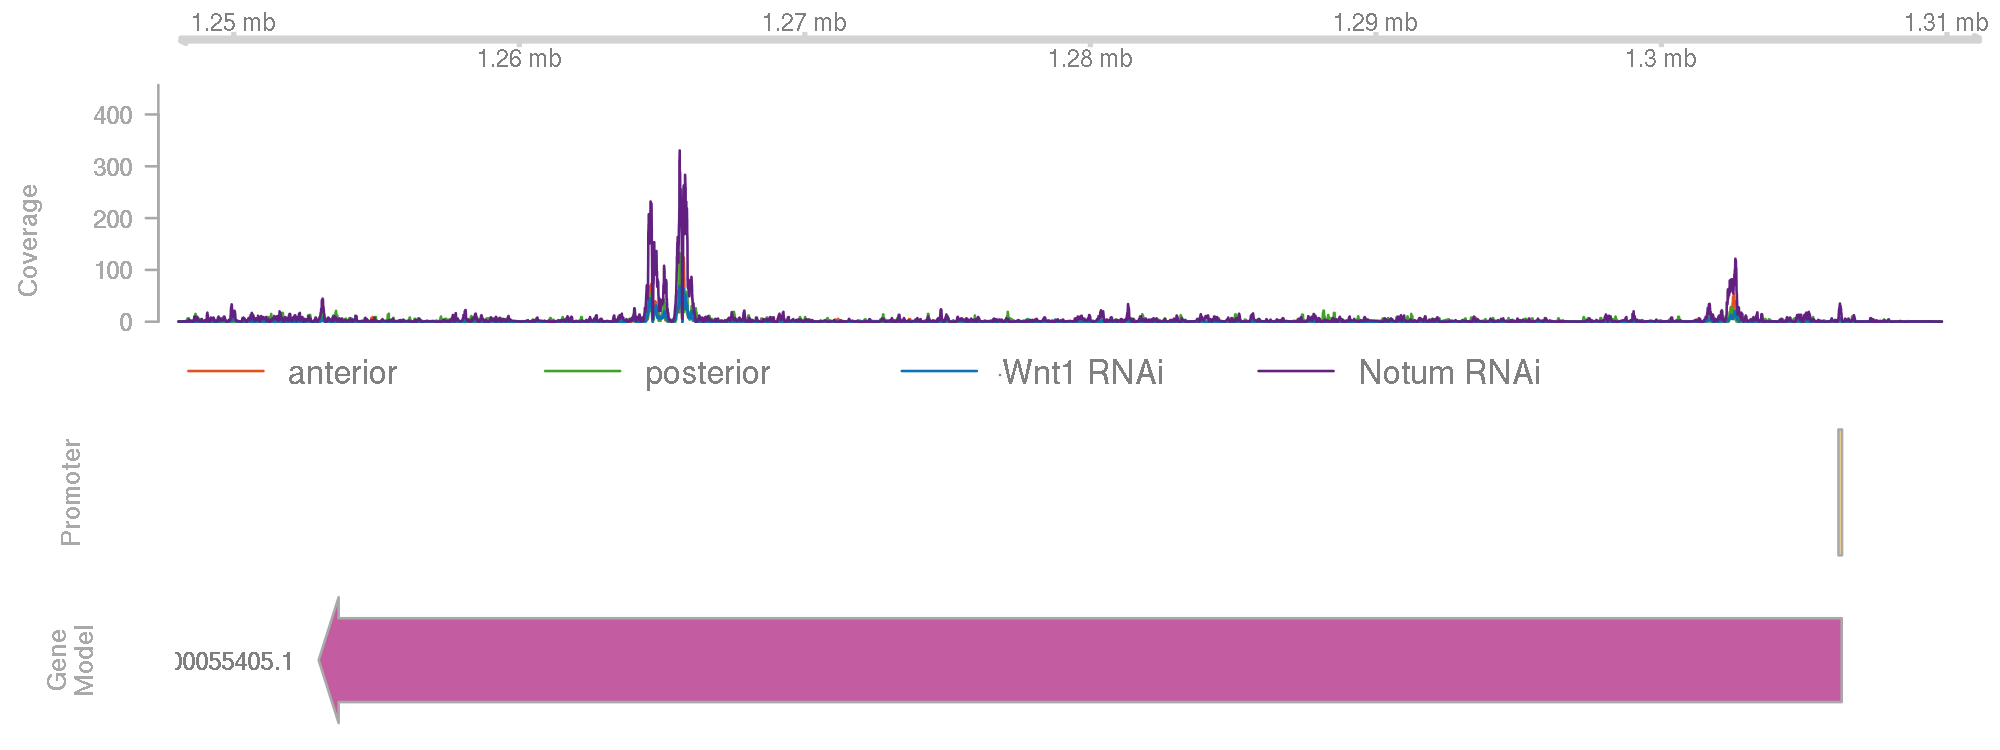 1.25 mb 1.27 mb 1.29 mb 1.31 mb
1.26 mb 1.28 mb 1.3 mb
Coverage
400
300
200
100
0
anterior posterior Wnt1 RNAi Notum RNAi
Promoter
Gene
Model
00055405.1